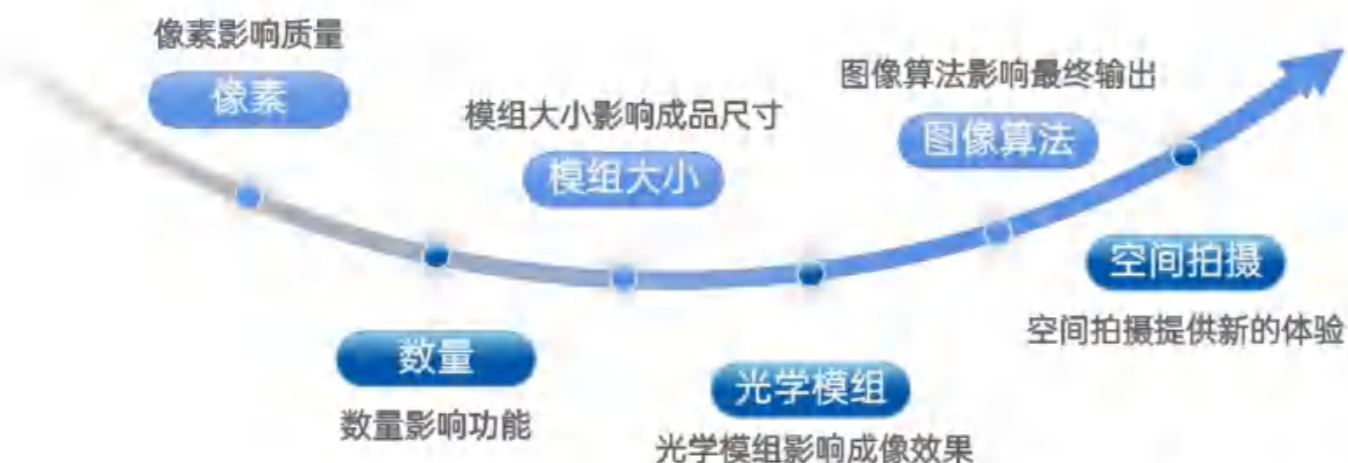 像素影响质量
像素
数量
数量影响功能
模组大小影响成品尺寸
模组大小
光学模组
光学模组影响成像效果
图像算法影响最终输出
图像算法
空间拍摄
空间拍摄提供新的体验